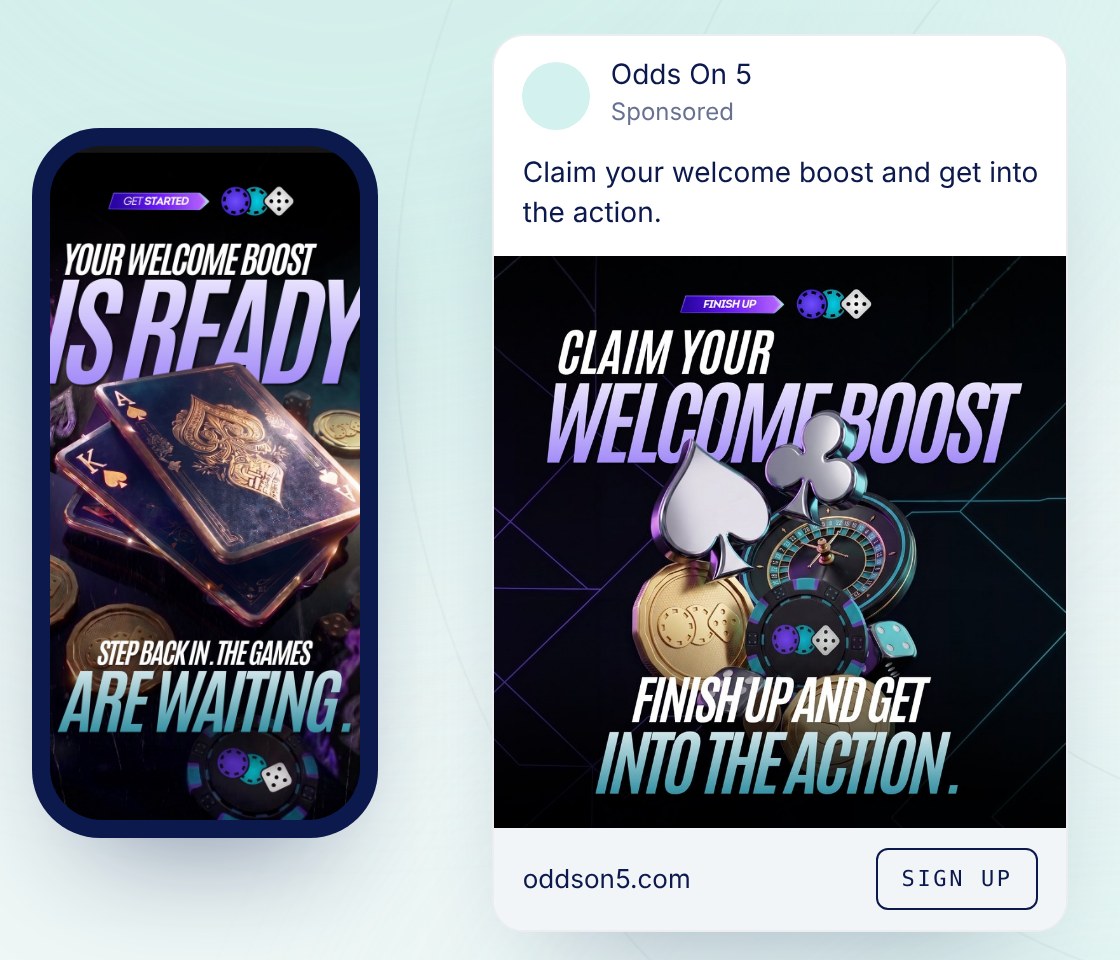 GET STARTED
YOUR WELCOME BOOST
IS READY
A
K
A
STEP BACK IN. THE GAMES
ARE WAITING.
Odds On 5
Sponsored
Claim your welcome boost and get into
the action.
FINISH UP
CLAIM YOUR
WELCOME BOOST
FINISH UP AND GET
INTO THE ACTION.
oddson5.com
SIGN UP